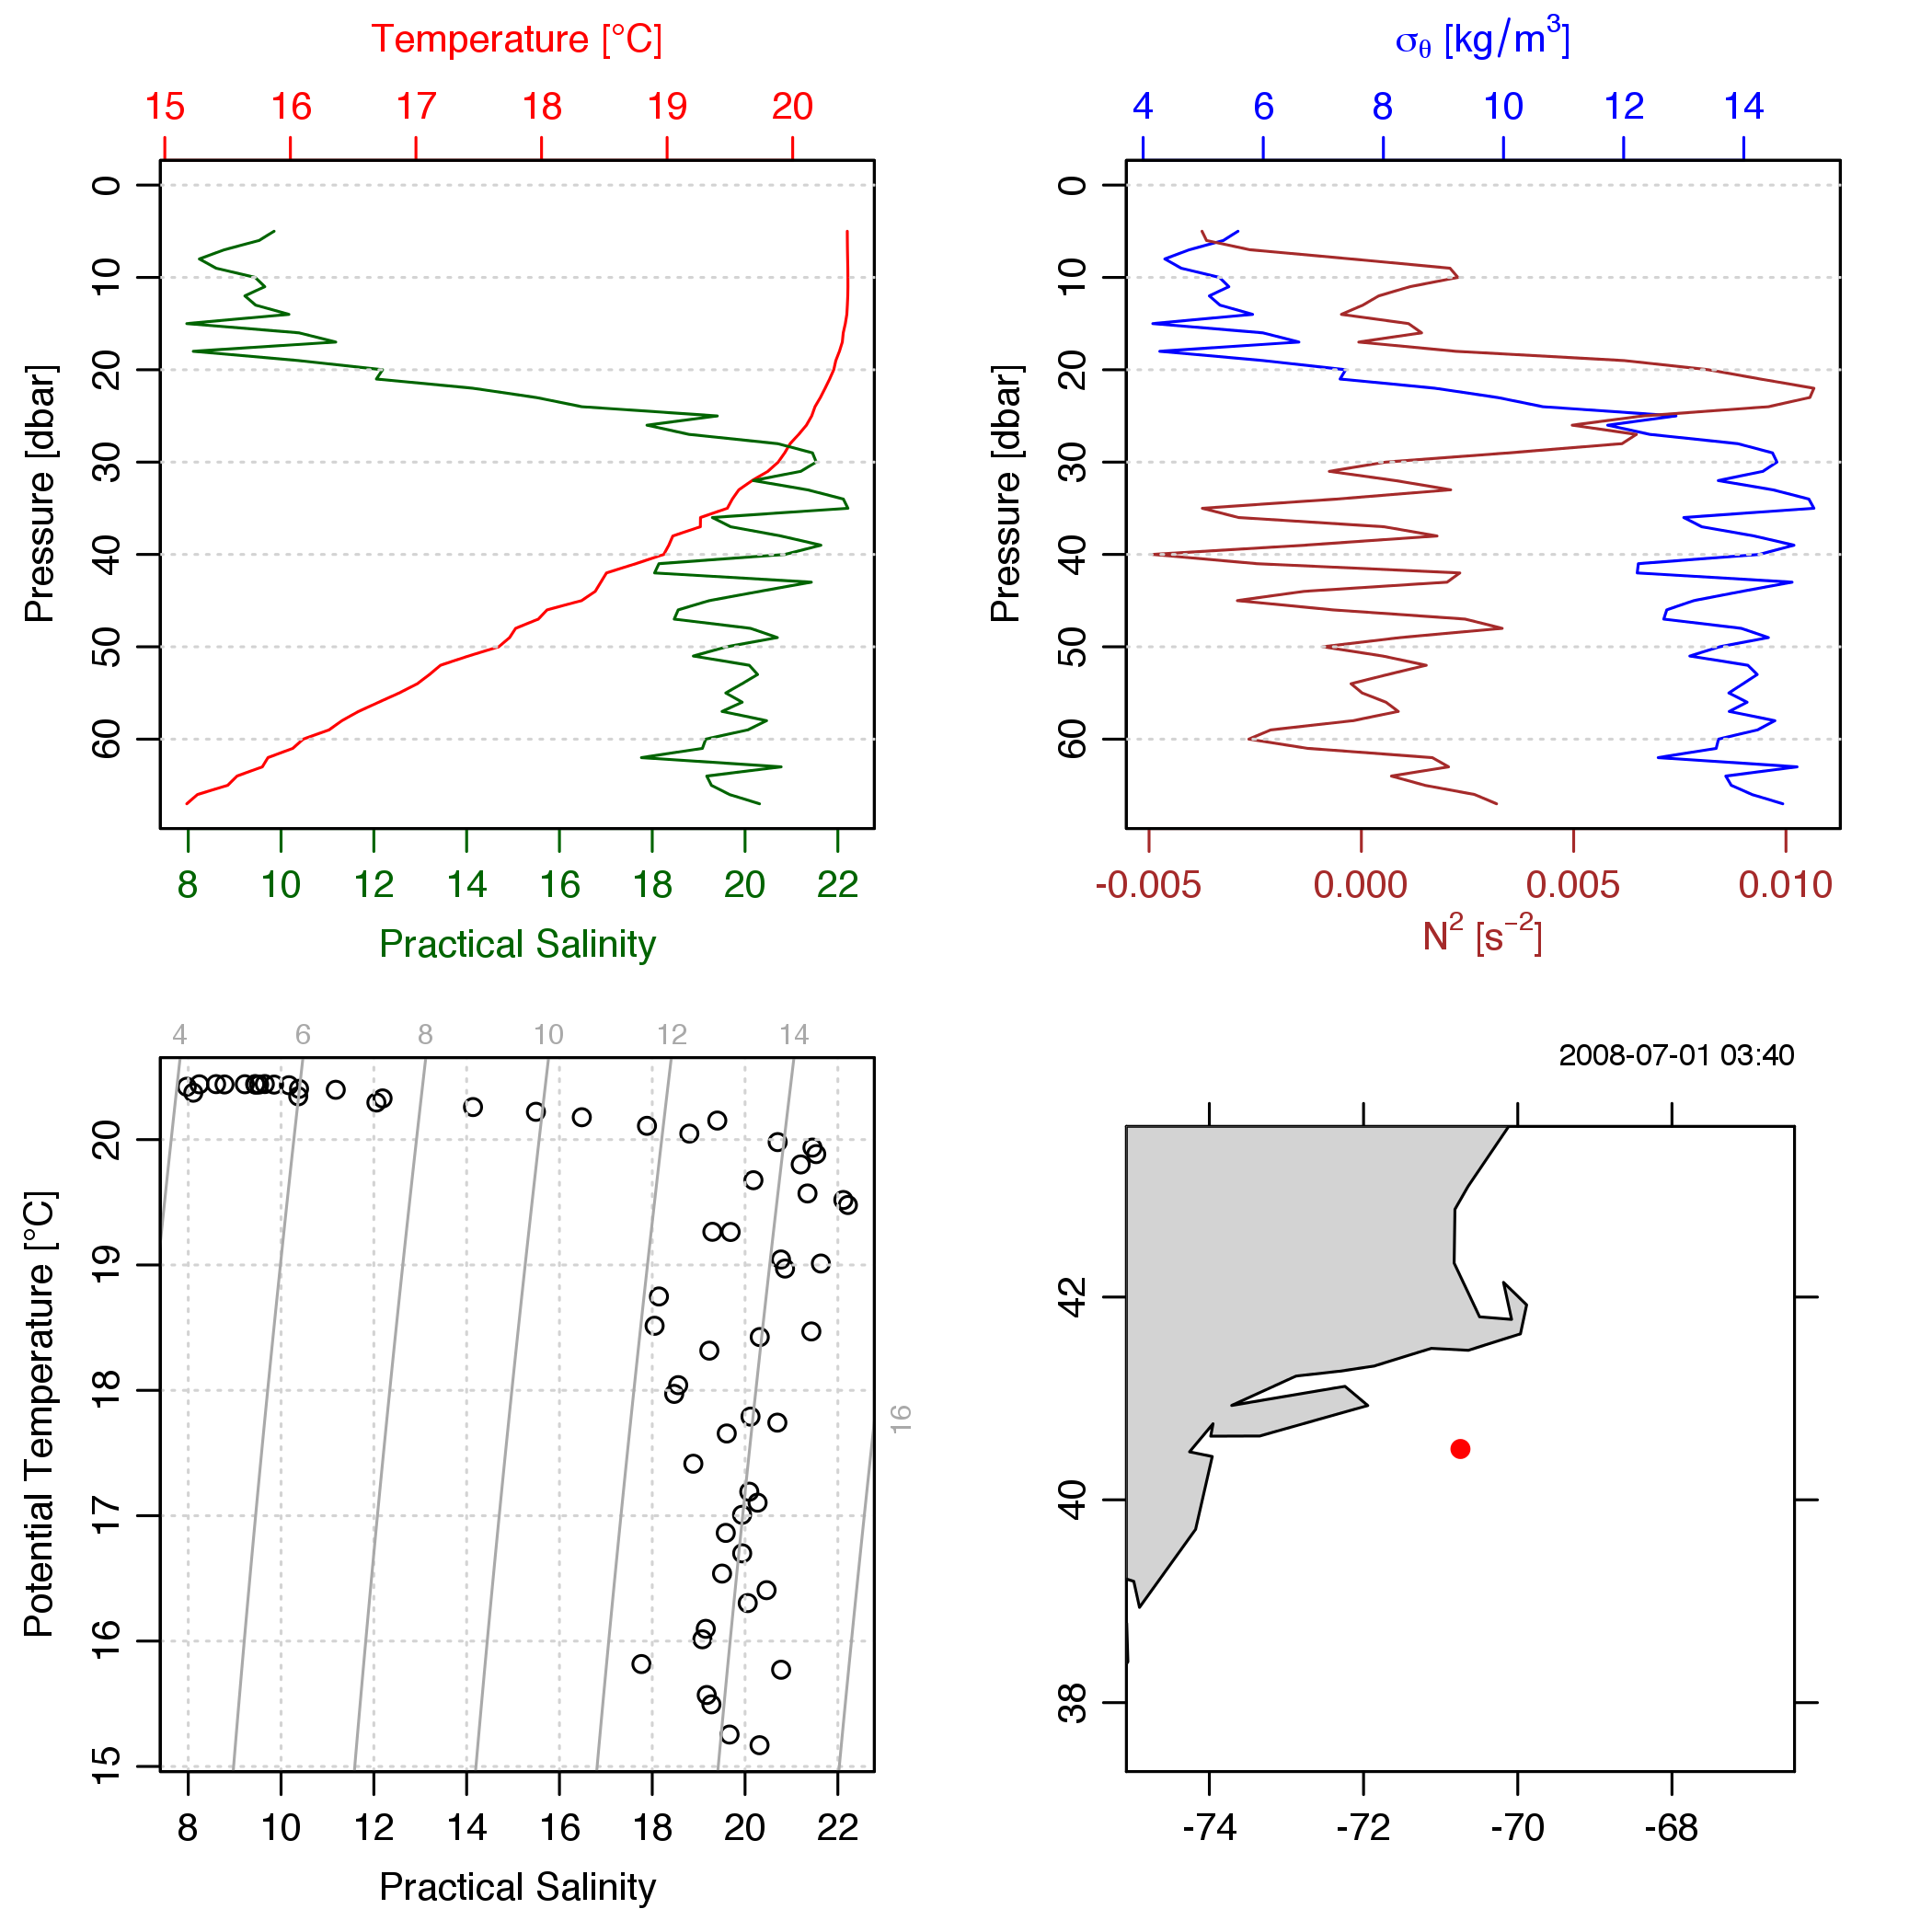 Temperature [°C]
15 16 17 18 19 20
Pressure [dbar]
0 10 20 30 40 50 60
8 10 12 14 16 18 20 22
Practical Salinity
σθ [kg/m³]
4 6 8 10 12 14
Pressure [dbar]
0 10 20 30 40 50 60
-0.005 0.000 0.005 0.010
N² [s⁻²]
4 6 8 10 12 14
16
Potential Temperature [°C]
20 19 18 17 16 15
8 10 12 14 16 18 20 22
Practical Salinity
2008-07-01 03:40
42 40 38
-74 -72 -70 -68